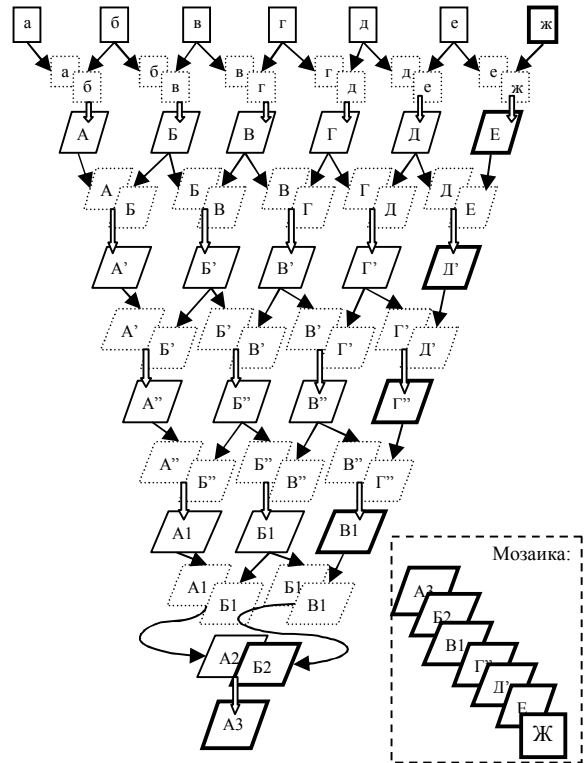 а б в г д е ж
а б в г д е
б в г д е ж
А Б В Г Д Е
А Б В Г Д
Б В Г Д Е
А’ Б’ В’ Г’ Д’
А’ Б’ В’ Г’
Б’ В’ Г’ Д’
А” Б” В” Г”
А” Б” В”
Б” В” Г”
А1 Б1 В1
А1 Б1
Б1 В1
А2 Б2
А3
Мозаика:
А3
Б2
В1
Г”
Д’
Е
Ж